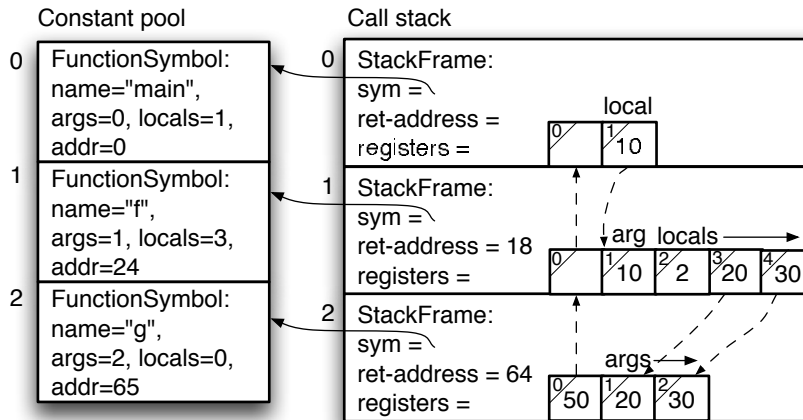 Constant pool
Call stack
0
FunctionSymbol:
name="main",
args=0, locals=1,
addr=0
1
FunctionSymbol:
name="f",
args=1, locals=3,
addr=24
2
FunctionSymbol:
name="g",
args=2, locals=0,
addr=65
0
StackFrame:
sym =
ret-address =
registers =
local
0 1 10
1
StackFrame:
sym =
ret-address = 18
registers =
arg locals
0 1 10 2 2 3 20 4 30
2
StackFrame:
sym =
ret-address = 64
registers =
args
0 50 1 20 2 30